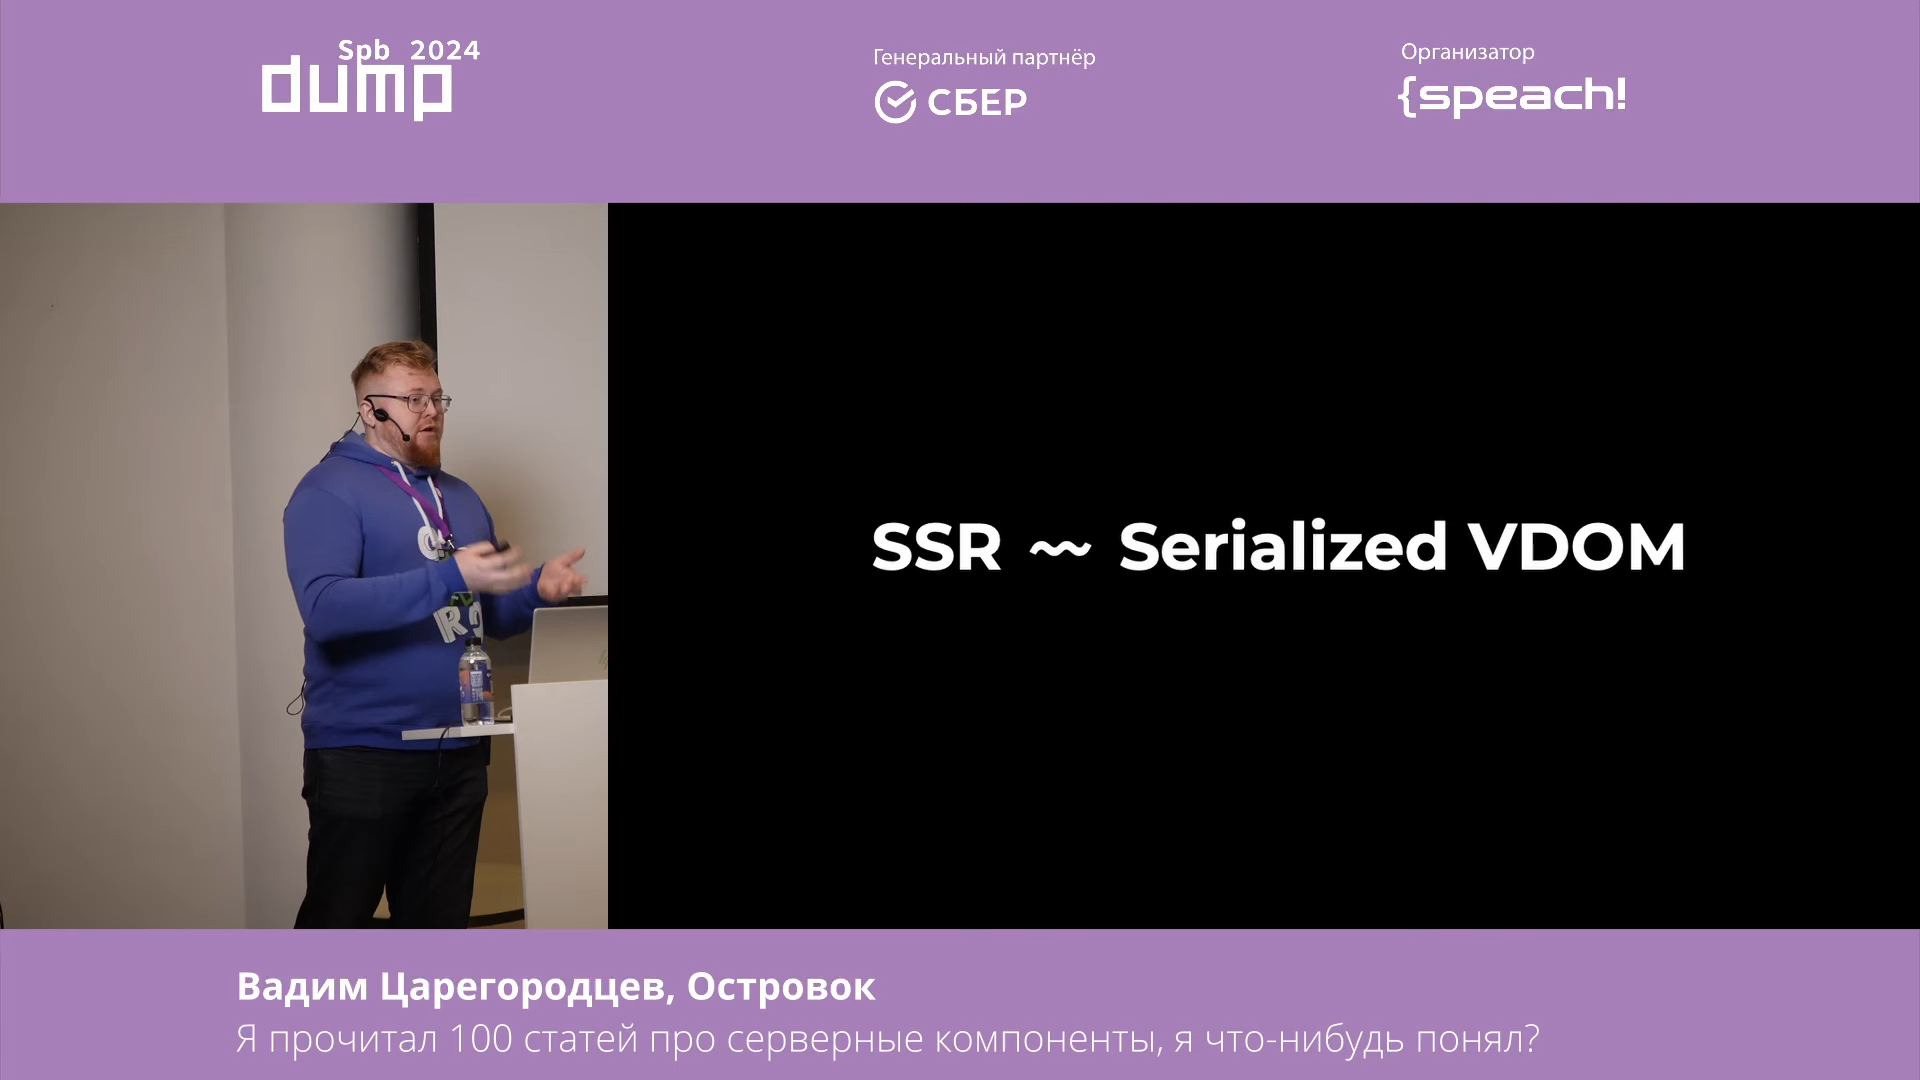 Spb 2024
dump
Генеральный партнёр
СБЕР
Организатор
{speach!
SSR ~~ Serialized VDOM
Вадим Царегородцев, Островок
Я прочитал 100 статей про серверные компоненты, я что-нибудь понял?